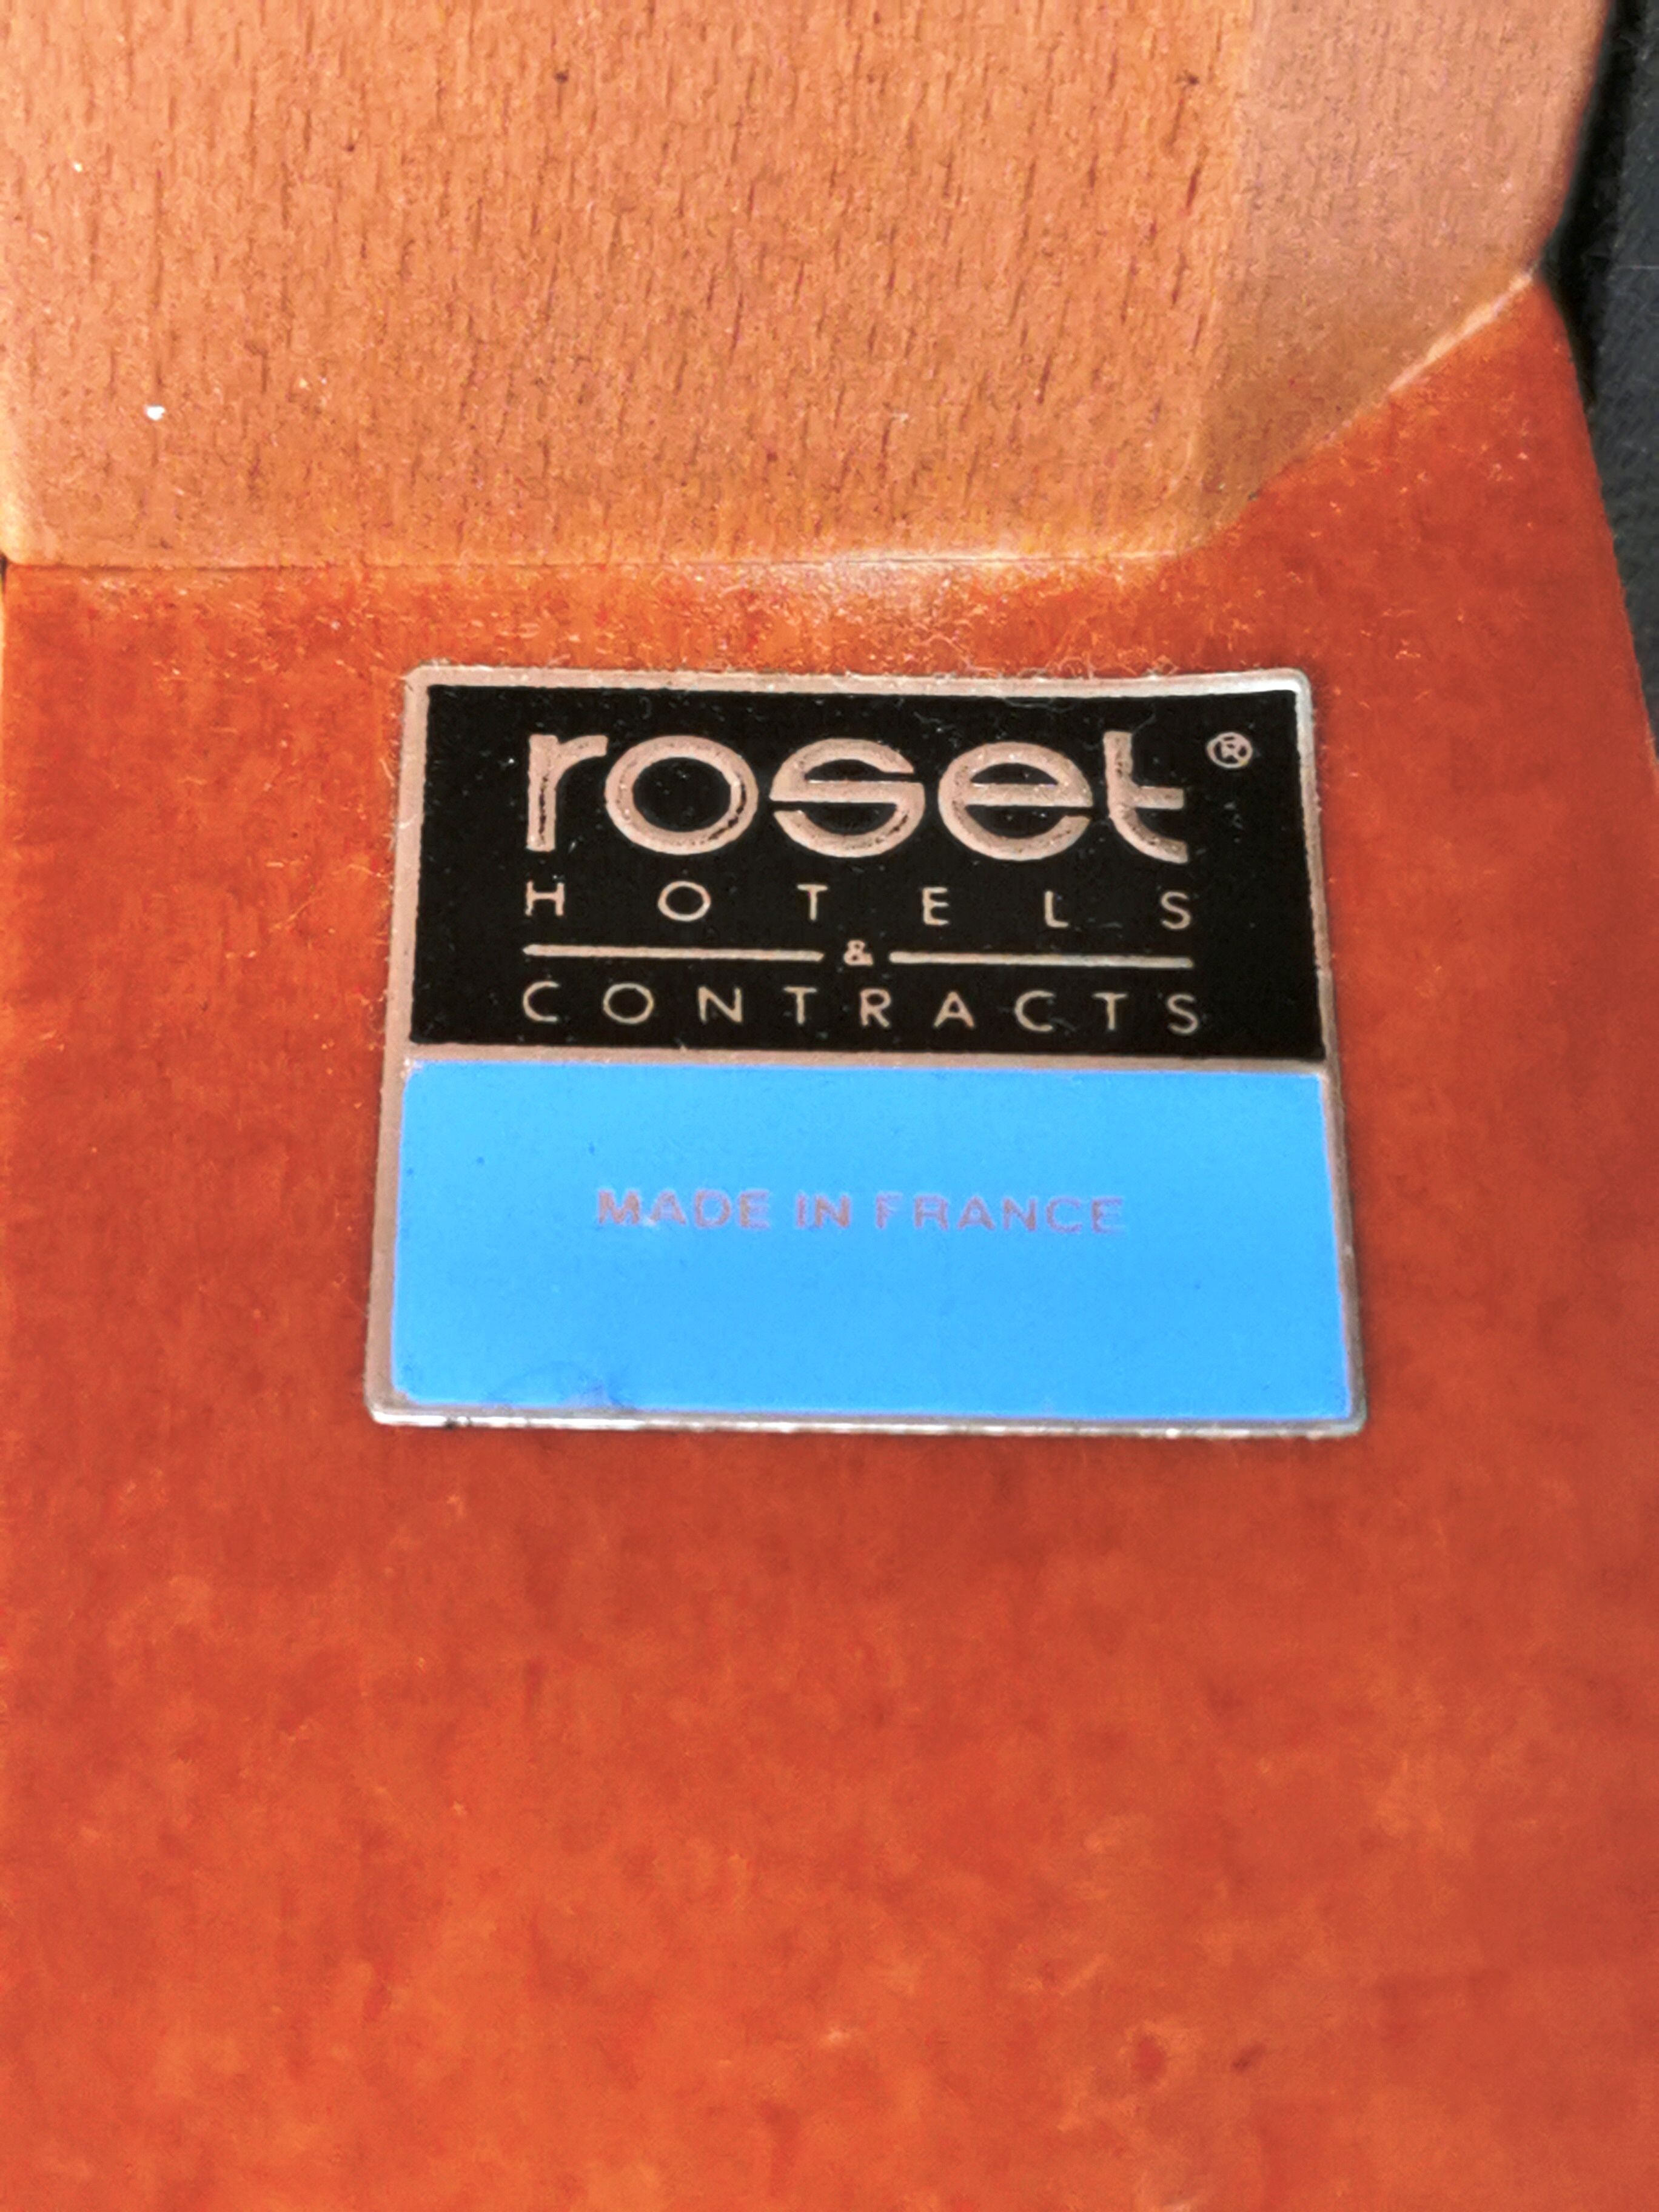 roset®
HOTELS
&
CONTRACTS
MADE IN FRANCE